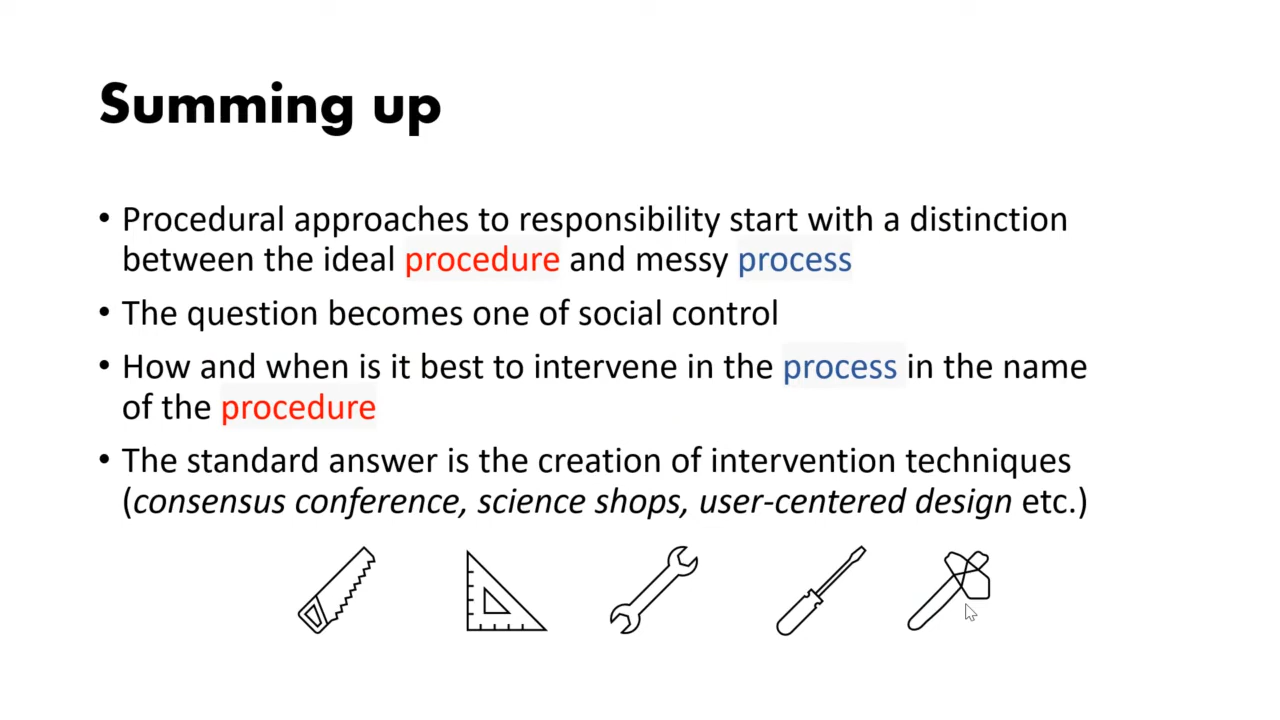 Summing up
• Procedural approaches to responsibility start with a distinction
between the ideal procedure and messy process
• The question becomes one of social control
• How and when is it best to intervene in the process in the name
of the procedure
• The standard answer is the creation of intervention techniques
(consensus conference, science shops, user-centered design etc.)